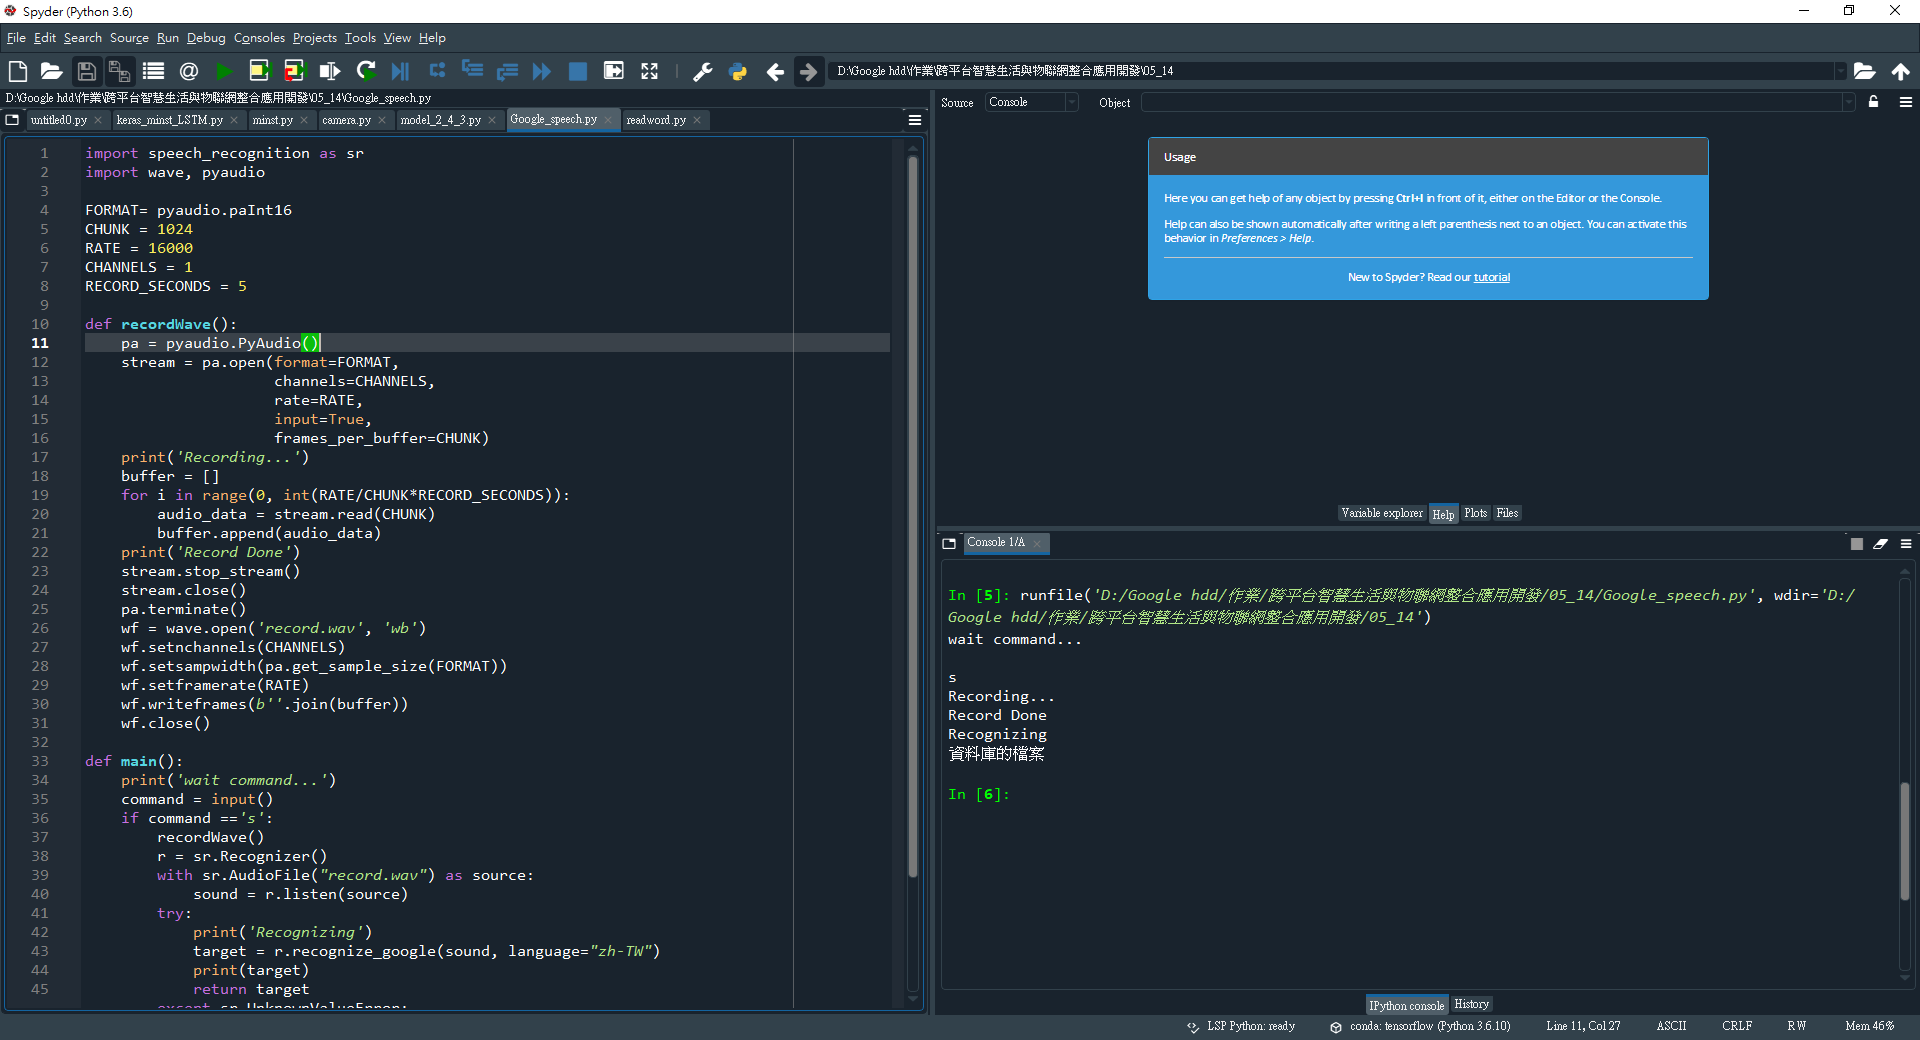 Spyder (Python 3.6)
File Edit Search Source Run Debug Consoles Projects Tools View Help
D:\Google hdd\作業\跨平台智慧生活與物聯網整合應用開發\05_14
D:\Google hdd\作業\跨平台智慧生活與物聯網整合應用開發\05_14\Google_speech.py
untitled0.py keras_minst_LSTM.py minst.py camera.py model_2_4_3.py Google_speech.py readword.py
1 import speech_recognition as sr
2 import wave, pyaudio
3
4 FORMAT= pyaudio.paInt16
5 CHUNK = 1024
6 RATE = 16000
7 CHANNELS = 1
8 RECORD_SECONDS = 5
9
10 def recordWave():
11     pa = pyaudio.PyAudio()
12     stream = pa.open(format=FORMAT,
13                      channels=CHANNELS,
14                      rate=RATE,
15                      input=True,
16                      frames_per_buffer=CHUNK)
17     print('Recording...')
18     buffer = []
19     for i in range(0, int(RATE/CHUNK*RECORD_SECONDS)):
20         audio_data = stream.read(CHUNK)
21         buffer.append(audio_data)
22     print('Record Done')
23     stream.stop_stream()
24     stream.close()
25     pa.terminate()
26     wf = wave.open('record.wav', 'wb')
27     wf.setnchannels(CHANNELS)
28     wf.setsampwidth(pa.get_sample_size(FORMAT))
29     wf.setframerate(RATE)
30     wf.writeframes(b''.join(buffer))
31     wf.close()
32
33 def main():
34     print('wait command...')
35     command = input()
36     if command =='s':
37         recordWave()
38         r = sr.Recognizer()
39         with sr.AudioFile("record.wav") as source:
40             sound = r.listen(source)
41         try:
42             print('Recognizing')
43             target = r.recognize_google(sound, language="zh-TW")
44             print(target)
45             return target
        except sr.UnknownValueError:
Source Console Object
Usage
Here you can get help of any object by pressing Ctrl+I in front of it, either on the Editor or the Console.
Help can also be shown automatically after writing a left parenthesis next to an object. You can activate this
behavior in Preferences > Help.
New to Spyder? Read our tutorial
Variable explorer Help Plots Files
Console 1/A
In [5]: runfile('D:/Google hdd/作業/跨平台智慧生活與物聯網整合應用開發/05_14/Google_speech.py', wdir='D:/
Google hdd/作業/跨平台智慧生活與物聯網整合應用開發/05_14')
wait command...
s
Recording...
Record Done
Recognizing
資料庫的檔案
In [6]:
IPython console History
LSP Python: ready conda: tensorflow (Python 3.6.10) Line 11, Col 27 ASCII CRLF RW Mem 46%